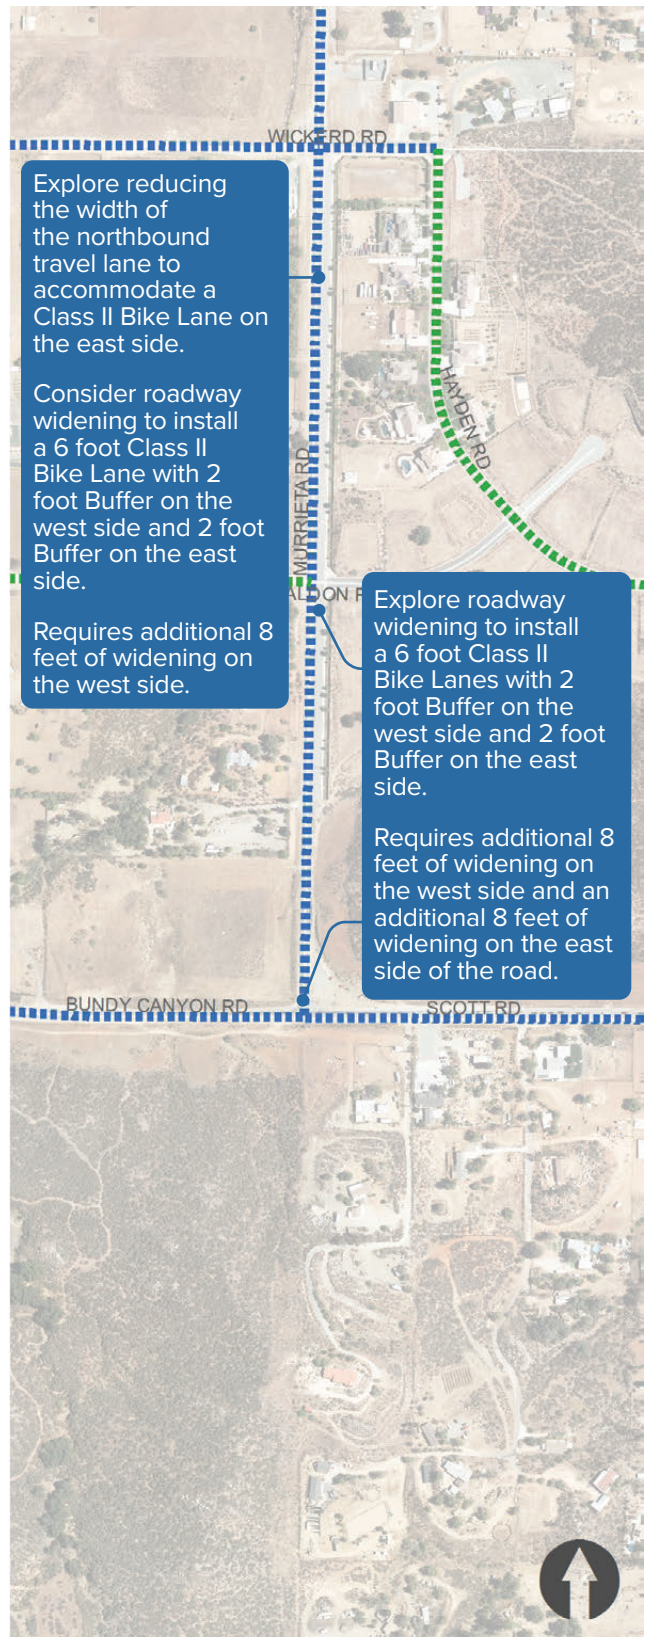 WICKERD RD
Explore reducing
the width of
the northbound
travel lane to
accommodate a
Class II Bike Lane on
the east side.
Consider roadway
widening to install
a 6 foot Class II
Bike Lane with 2
foot Buffer on the
west side and 2 foot
Buffer on the east
side.
Requires additional 8
feet of widening on
the west side.
HAYDEN RD
MURRIETA RD
Explore roadway
widening to install
a 6 foot Class II
Bike Lanes with 2
foot Buffer on the
west side and 2 foot
Buffer on the east
side.
Requires additional 8
feet of widening on
the west side and an
additional 8 feet of
widening on the east
side of the road.
BUNDY CANYON RD
SCOTT RD